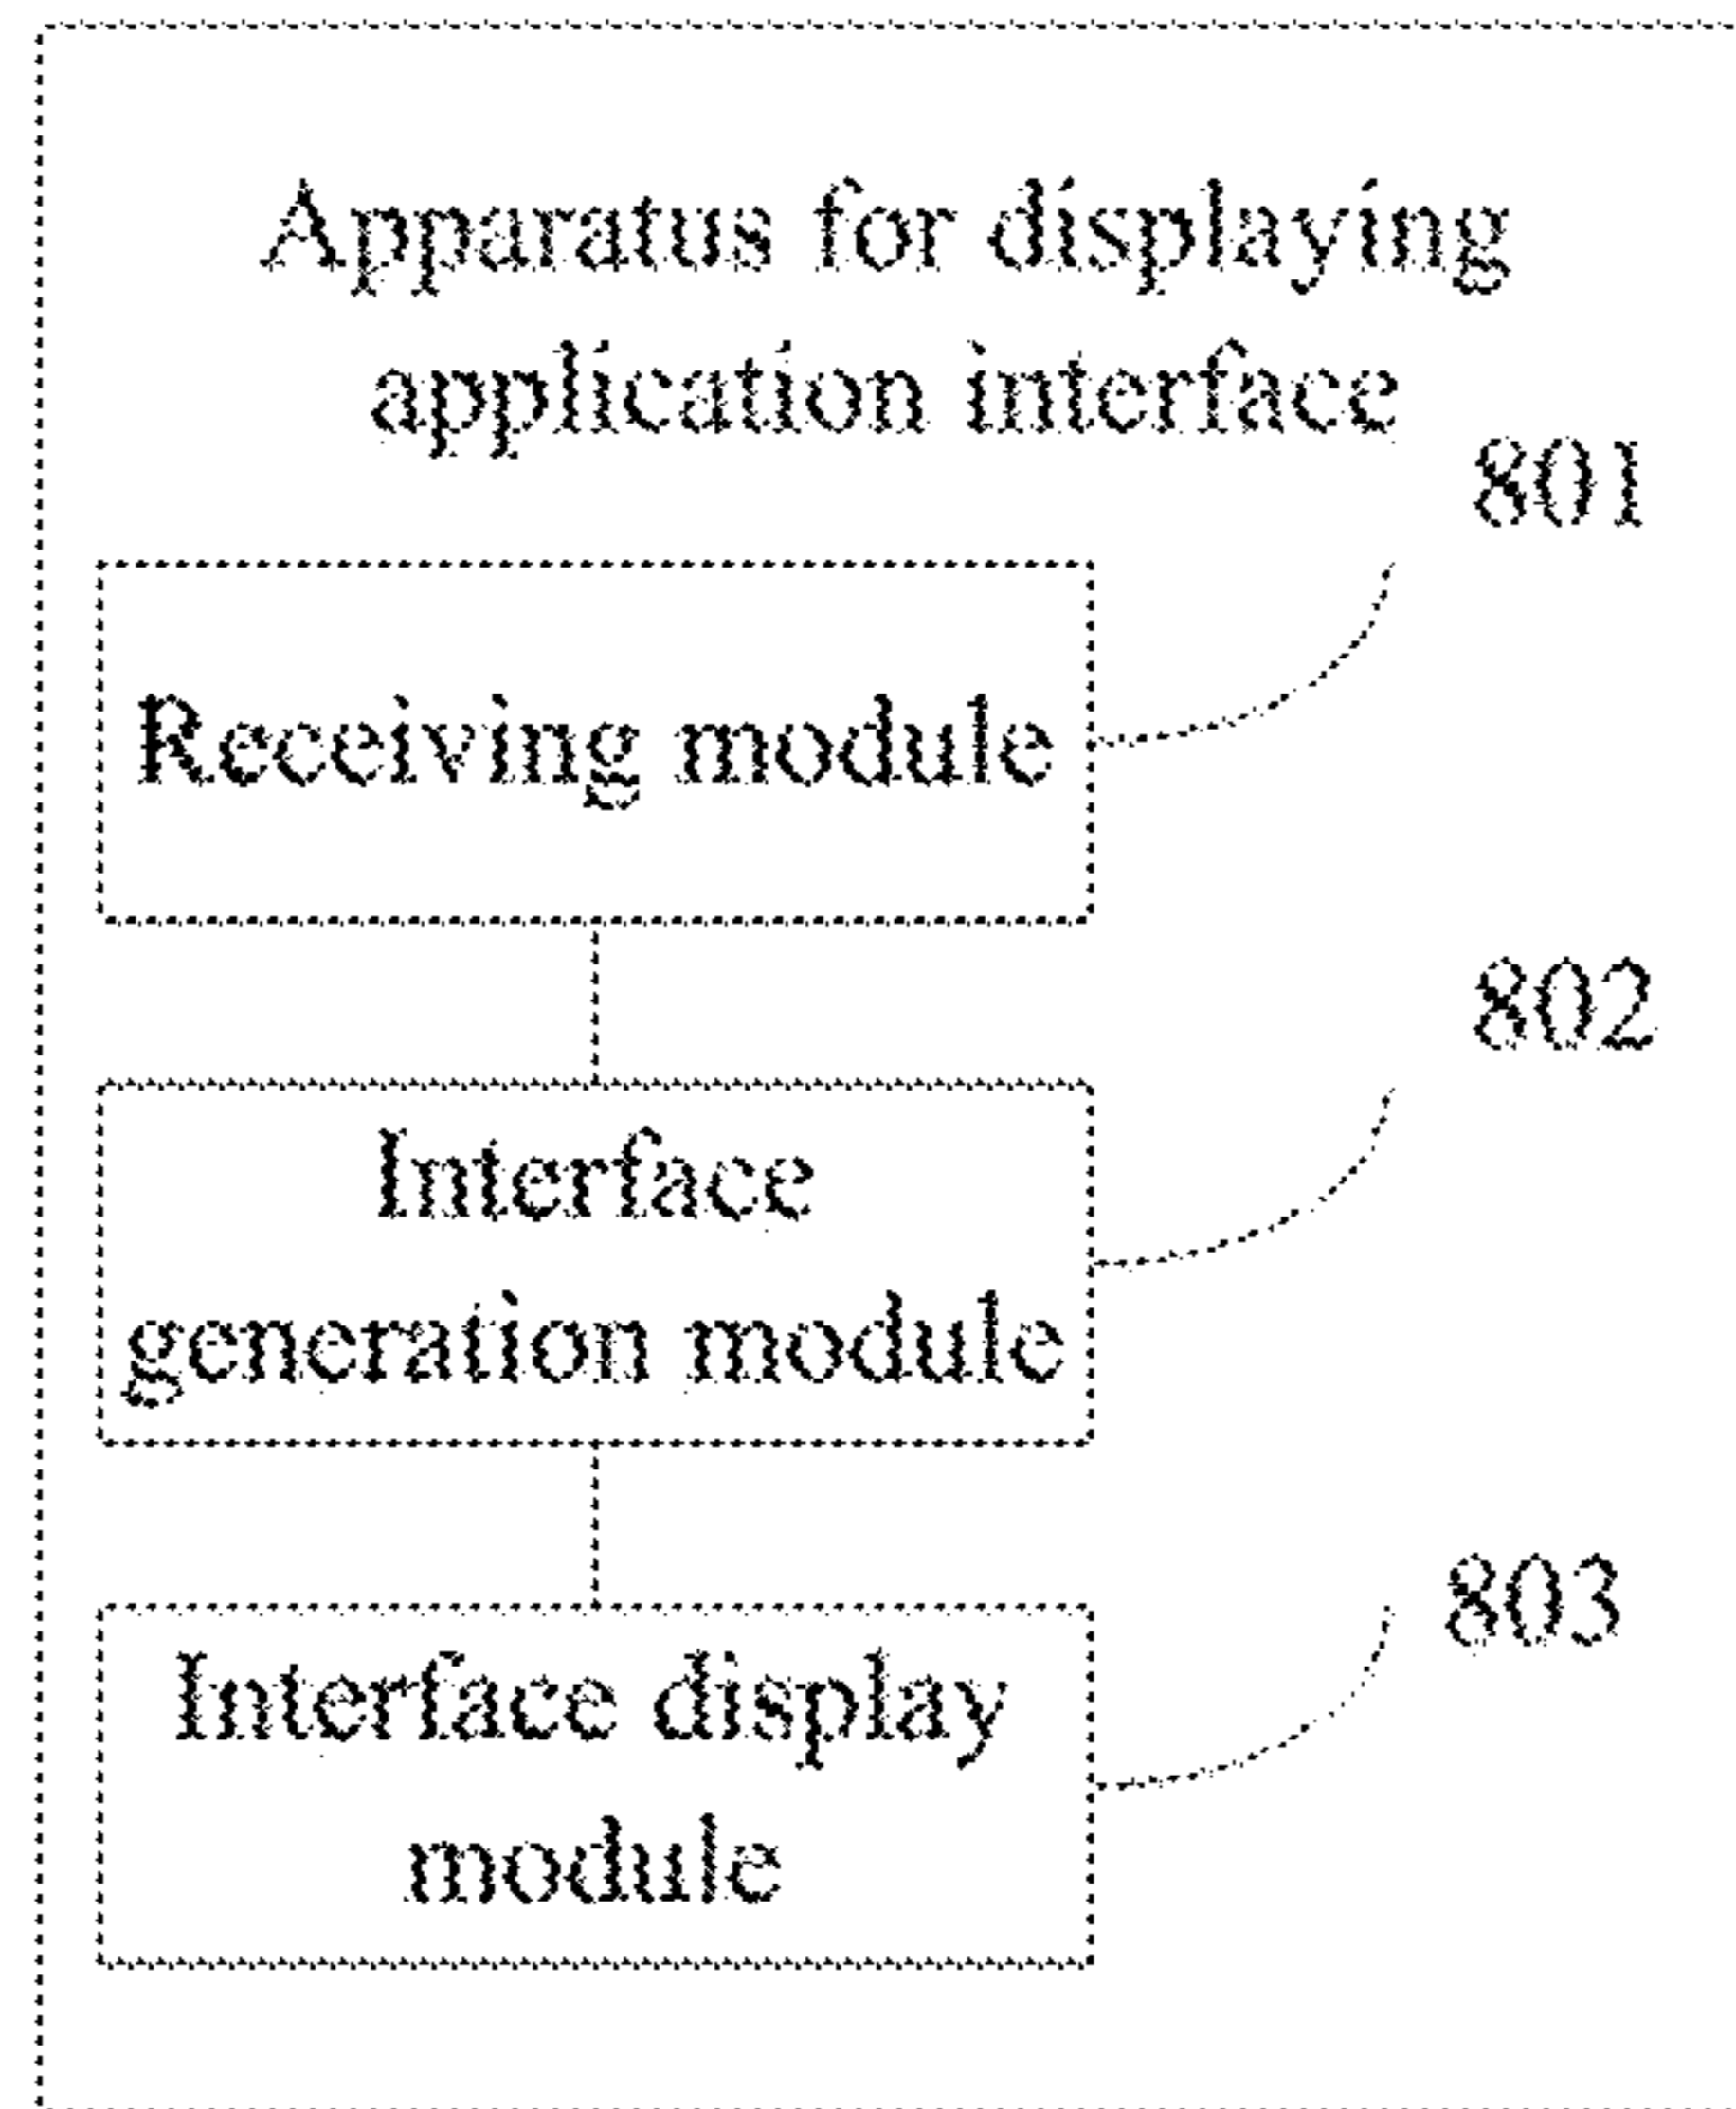 Apparatus for displaying
application interface
801
Receiving module
802
Interface
generation module
803
Interface display
module